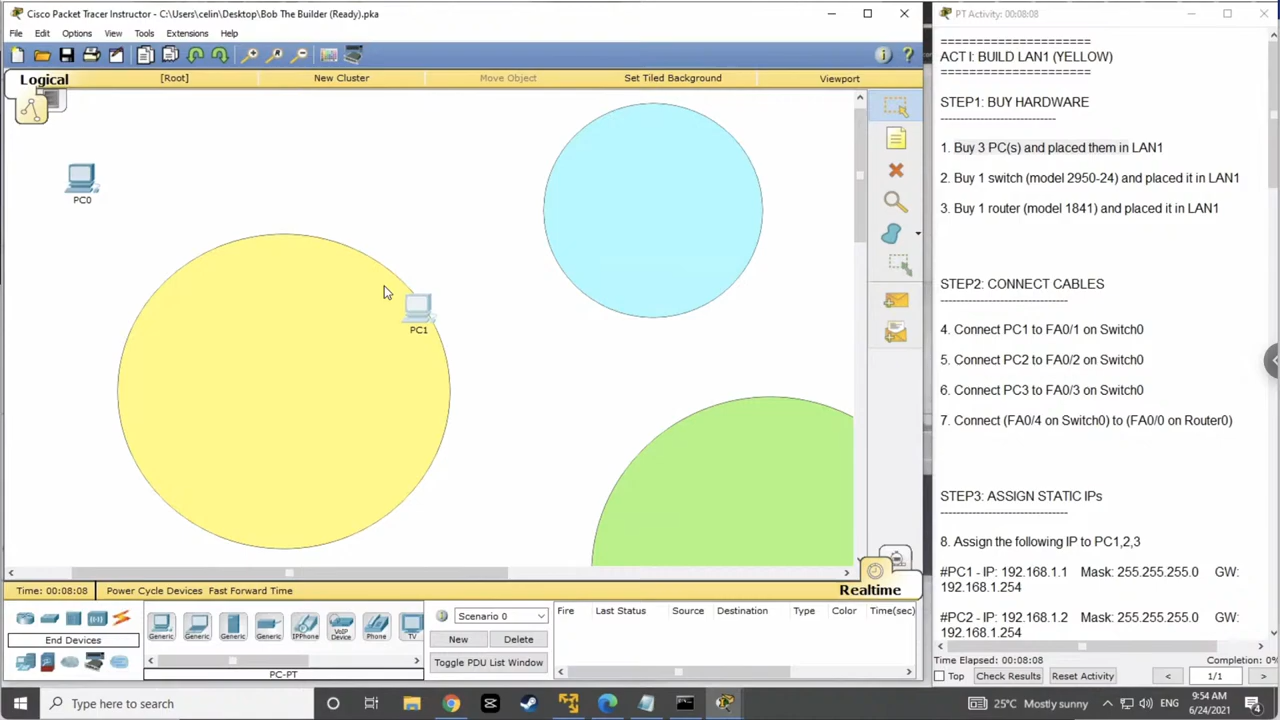 Cisco Packet Tracer Instructor - C:\Users\celin\Desktop\Bob The Builder (Ready).pka
PT Activity: 00:08:08
File Edit Options View Tools Extensions Help
Logical [Root] New Cluster Move Object Set Tiled Background Viewport
PC0
PC1
=====================
ACT I: BUILD LAN1 (YELLOW)
=====================
STEP1: BUY HARDWARE
----------------------------
1. Buy 3 PC(s) and placed them in LAN1
2. Buy 1 switch (model 2950-24) and placed it in LAN1
3. Buy 1 router (model 1841) and placed it in LAN1
STEP2: CONNECT CABLES
-------------------------------
4. Connect PC1 to FA0/1 on Switch0
5. Connect PC2 to FA0/2 on Switch0
6. Connect PC3 to FA0/3 on Switch0
7. Connect (FA0/4 on Switch0) to (FA0/0 on Router0)
STEP3: ASSIGN STATIC IPs
-------------------------------
8. Assign the following IP to PC1,2,3
#PC1 - IP: 192.168.1.1 Mask: 255.255.255.0 GW:
192.168.1.254
#PC2 - IP: 192.168.1.2 Mask: 255.255.255.0 GW:
192.168.1.254
Time Elapsed: 00:08:08 Completion: 0%
Top Check Results Reset Activity < 1/1 >
Time: 00:08:08 Power Cycle Devices Fast Forward Time Realtime
End Devices
Generic Generic Generic Generic IPPhone VoIP Device Phone TV
PC-PT
Scenario 0
New Delete
Toggle PDU List Window
Fire Last Status Source Destination Type Color Time(sec)
Type here to search
25°C Mostly sunny ENG
9:54 AM
6/24/2021
4